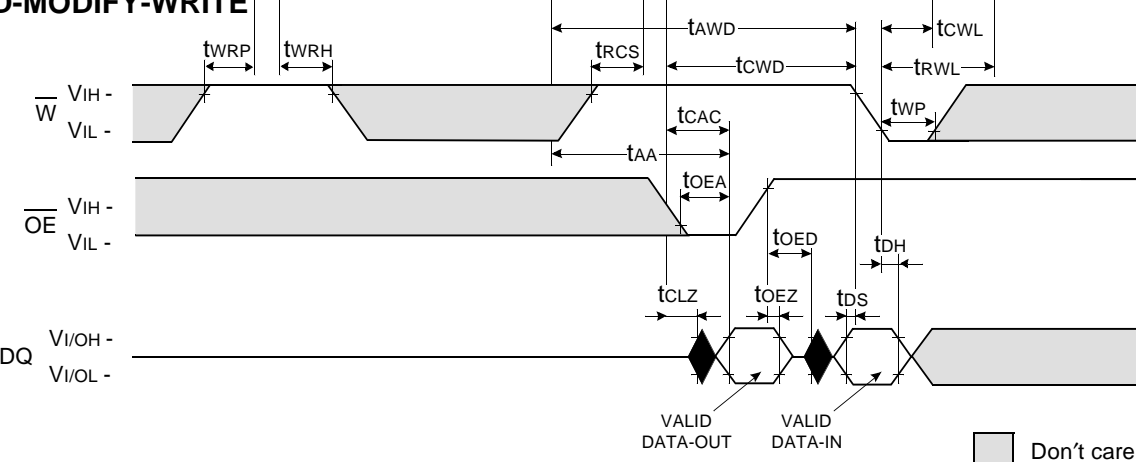 D-MODIFY-WRITE
tAWD
tCWL
tWRP
tWRH
tRCS
tCWD
tRWL
W
VIH -
VIL -
tWP
tCAC
tAA
tOEA
OE
VIH -
VIL -
tOED
tDH
tCLZ
tOEZ
tDS
DQ
VI/OH -
VI/OL -
VALID
DATA-OUT
VALID
DATA-IN
Don′t care